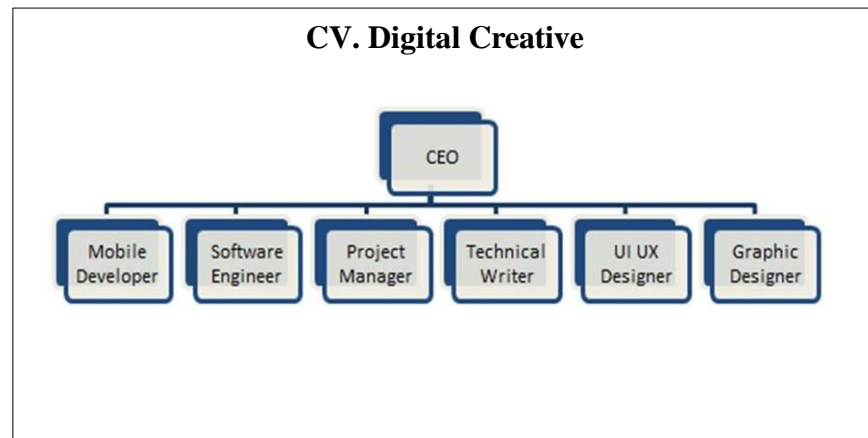 CV. Digital Creative
CEO
Mobile
Developer
Software
Engineer
Project
Manager
Technical
Writer
UI UX
Designer
Graphic
Designer